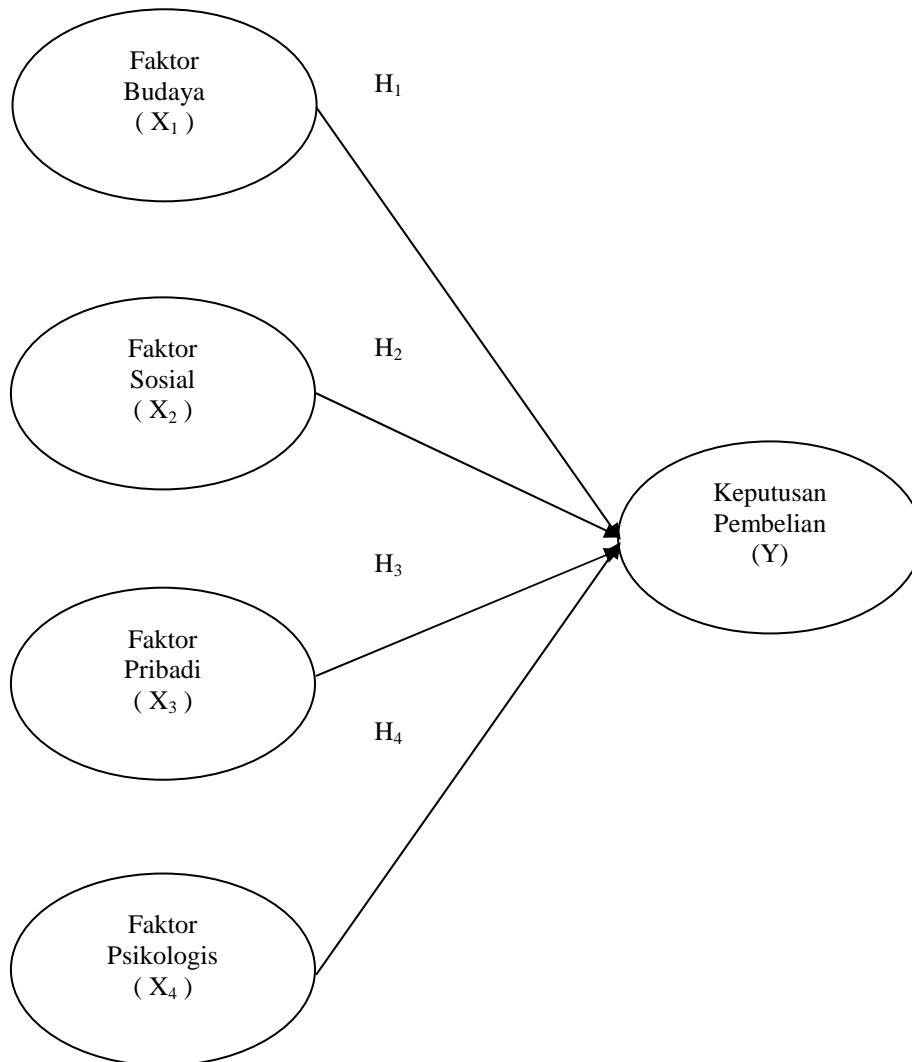 Faktor
Budaya
( X₁ )
H₁
Faktor
Sosial
( X₂ )
H₂
Keputusan
Pembelian
(Y)
H₃
Faktor
Pribadi
( X₃ )
H₄
Faktor
Psikologis
( X₄ )